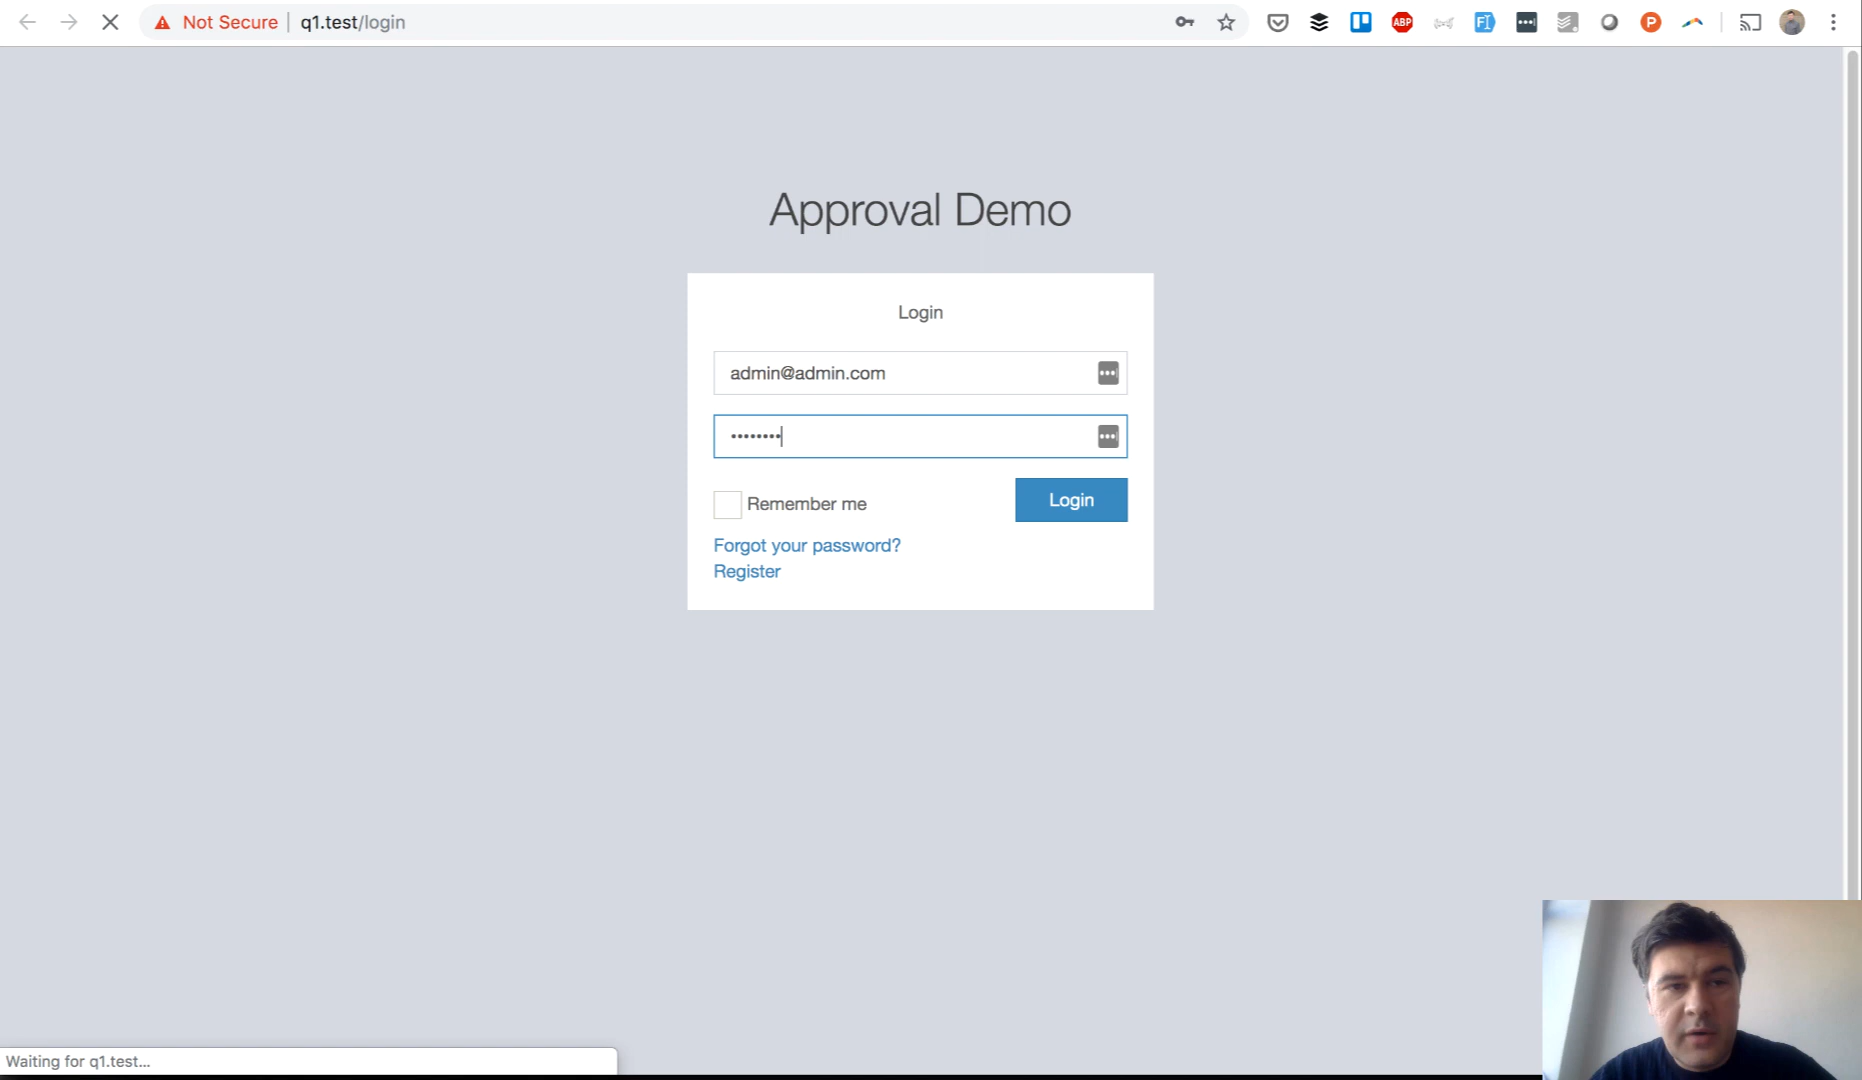 Not Secure | q1.test/login
ABP
P
Approval Demo
Login
admin@admin.com
••••••••
Remember me
Login
Forgot your password?
Register
Waiting for q1.test...